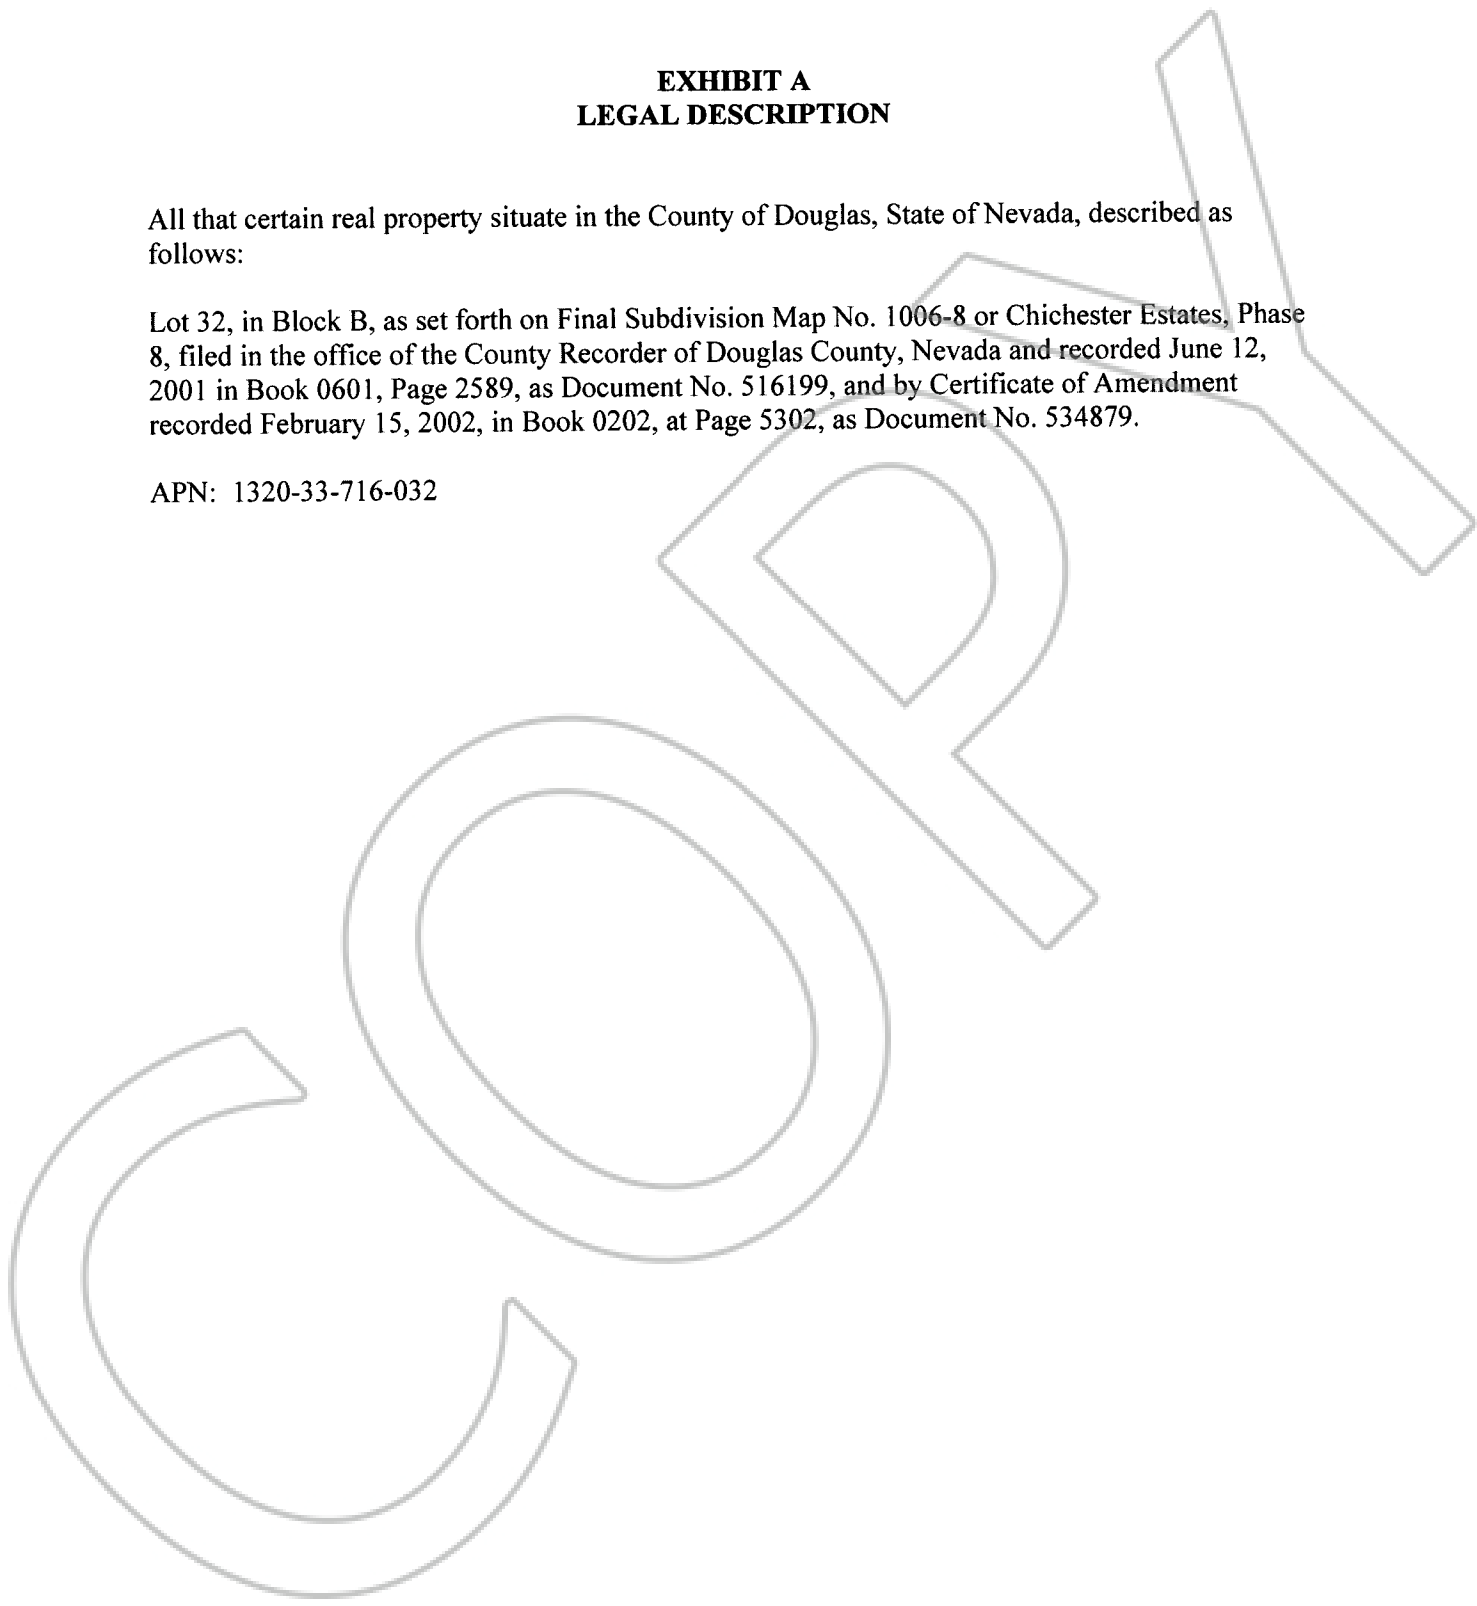 EXHIBIT A
LEGAL DESCRIPTION
All that certain real property situate in the County of Douglas, State of Nevada, described as
follows:
Lot 32, in Block B, as set forth on Final Subdivision Map No. 1006-8 or Chichester Estates, Phase
8, filed in the office of the County Recorder of Douglas County, Nevada and recorded June 12,
2001 in Book 0601, Page 2589, as Document No. 516199, and by Certificate of Amendment
recorded February 15, 2002, in Book 0202, at Page 5302, as Document No. 534879.
APN: 1320-33-716-032
COPY